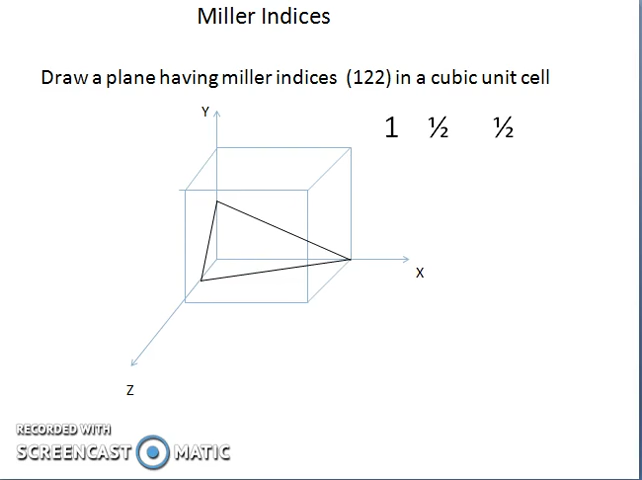 Miller Indices
Draw a plane having miller indices (122) in a cubic unit cell
Y
1 ½ ½
X
Z
RECORDED WITH
SCREENCAST MATIC